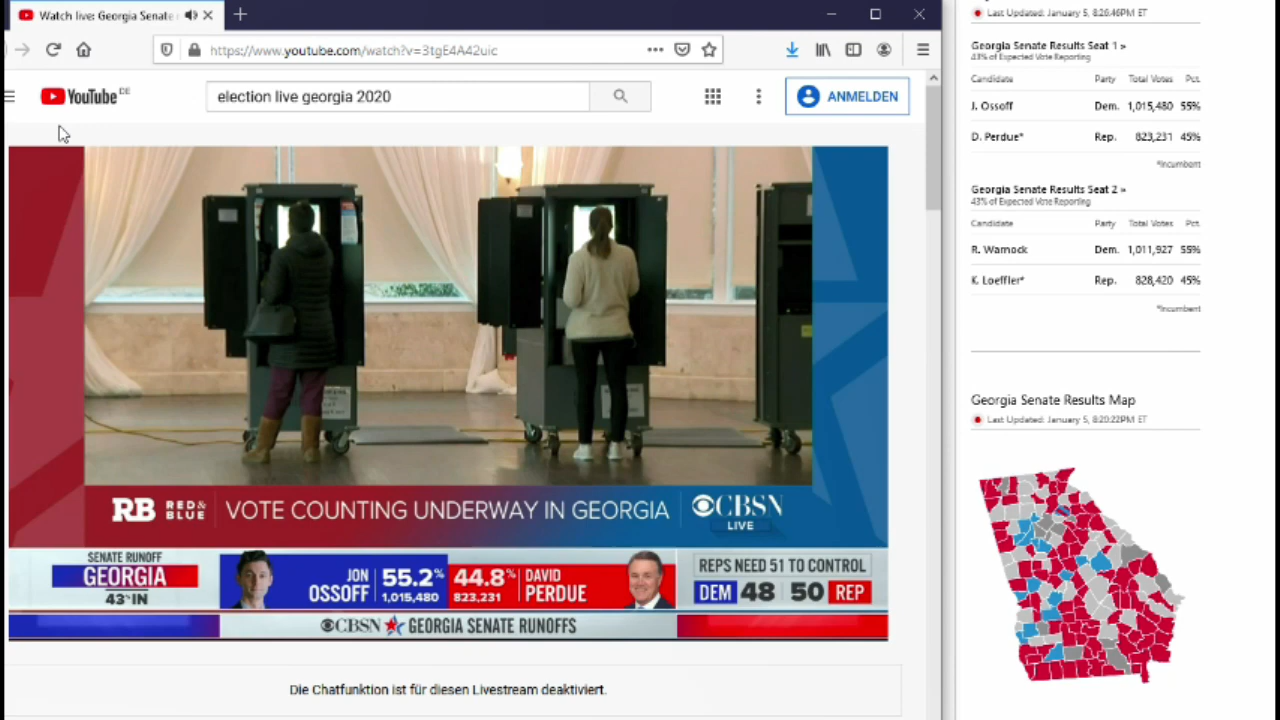 Watch live: Georgia Senate
https://www.youtube.com/watch?v=3tgE4A42uic
YouTube DE
election live georgia 2020
ANMELDEN
RB RED& BLUE
VOTE COUNTING UNDERWAY IN GEORGIA
CBSN
LIVE
SENATE RUNOFF
GEORGIA
43% IN
JON
OSSOFF
55.2%
1,015,480
44.8%
823,231
DAVID
PERDUE
REPS NEED 51 TO CONTROL
DEM 48 50 REP
CBSN GEORGIA SENATE RUNOFFS
Die Chatfunktion ist für diesen Livestream deaktiviert.
Last Updated: January 5, 8:26:46PM ET
Georgia Senate Results Seat 1 »
43% of Expected Vote Reporting
Candidate Party Total Votes Pct.
J. Ossoff Dem. 1,015,480 55%
D. Perdue* Rep. 823,231 45%
*Incumbent
Georgia Senate Results Seat 2 »
43% of Expected Vote Reporting
Candidate Party Total Votes Pct.
R. Warnock Dem. 1,011,927 55%
K. Loeffler* Rep. 828,420 45%
*Incumbent
Georgia Senate Results Map
Last Updated: January 5, 8:20:22PM ET